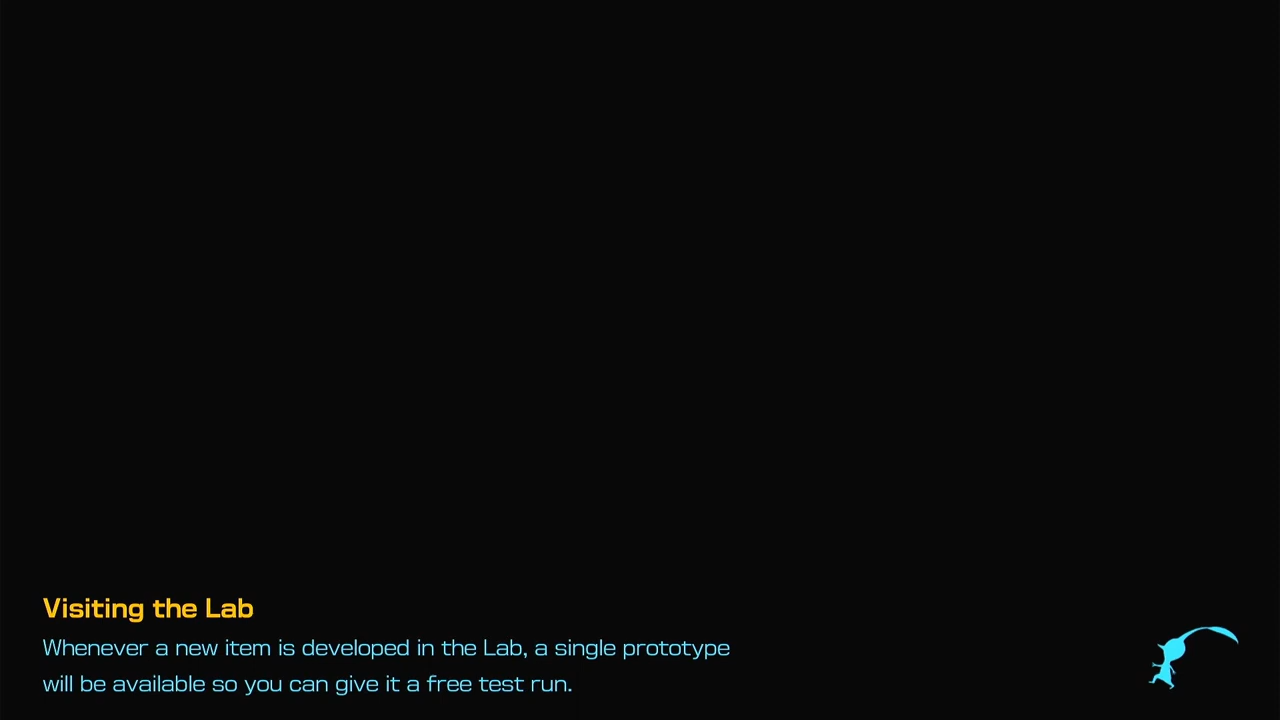 Visiting the Lab
Whenever a new item is developed in the Lab, a single prototype
will be available so you can give it a free test run.